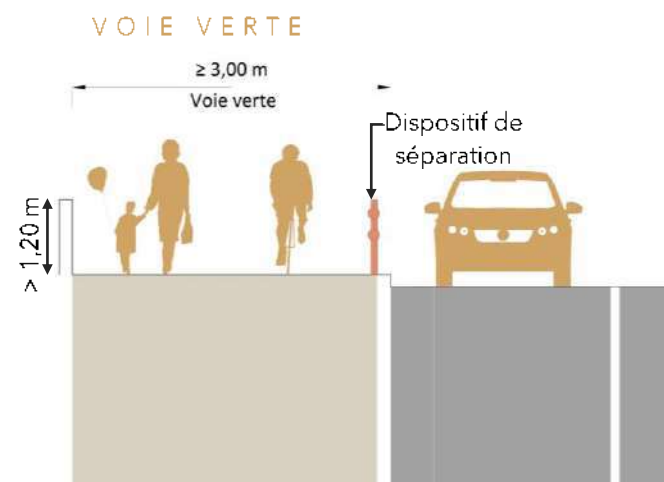 VOIE VERTE
≥ 3,00 m
Voie verte
Dispositif de
séparation
> 1,20 m